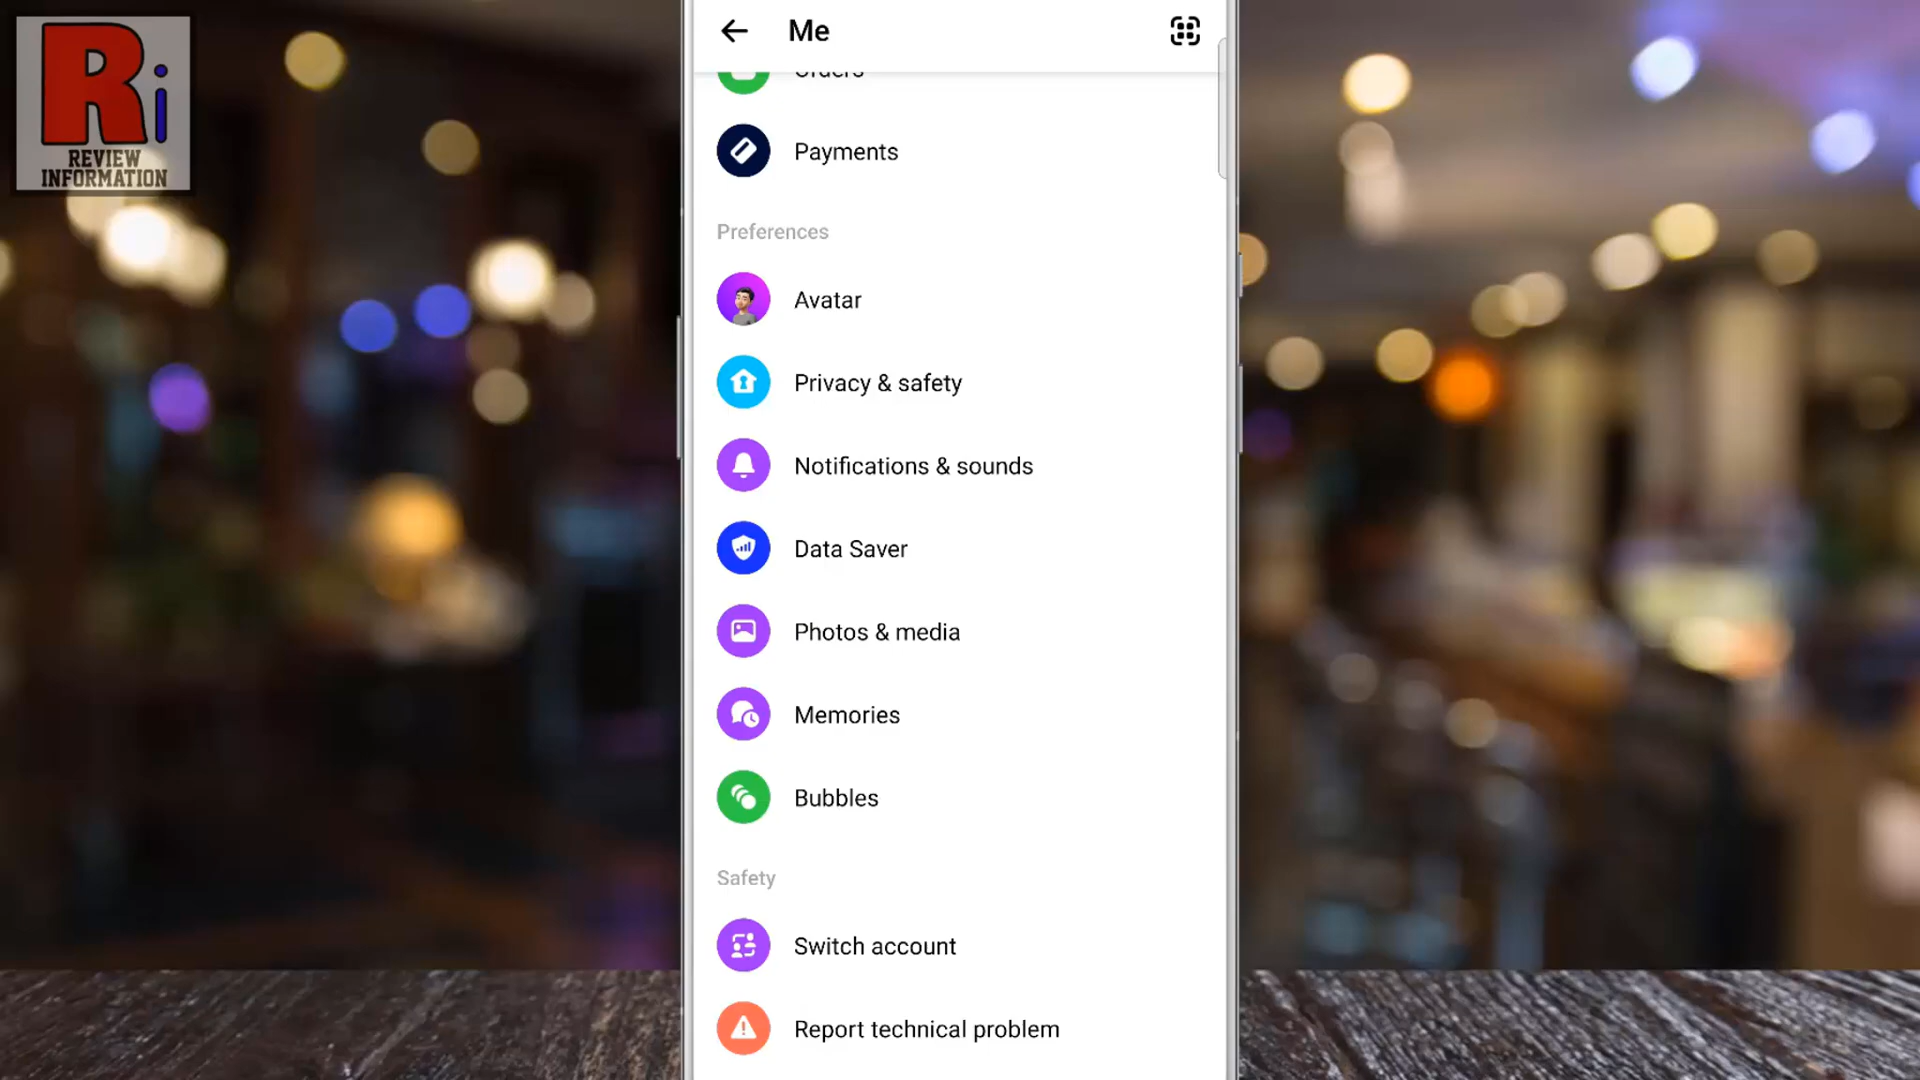 Ri
REVIEW
INFORMATION
Me
Orders
Payments
Preferences
Avatar
Privacy & safety
Notifications & sounds
Data Saver
Photos & media
Memories
Bubbles
Safety
Switch account
Report technical problem